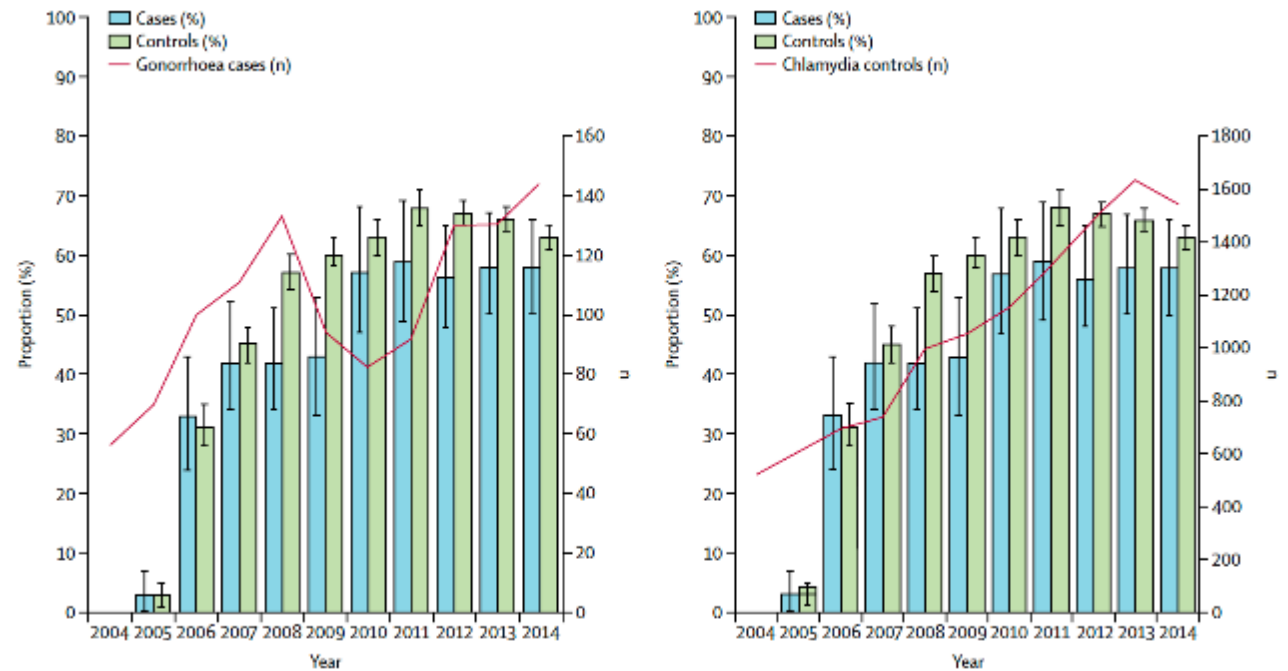 Cases (%)
Controls (%)
Gonorrhoea cases (n)
100
90
80
70
60
50
40
30
20
10
0
Proportion (%)
160
140
120
100
80
60
40
20
0
n
2004 2005 2006 2007 2008 2009 2010 2011 2012 2013 2014
Year
Cases (%)
Controls (%)
Chlamydia controls (n)
100
90
80
70
60
50
40
30
20
10
0
Proportion (%)
1800
1600
1400
1200
1000
800
600
400
200
0
n
2004 2005 2006 2007 2008 2009 2010 2011 2012 2013 2014
Year